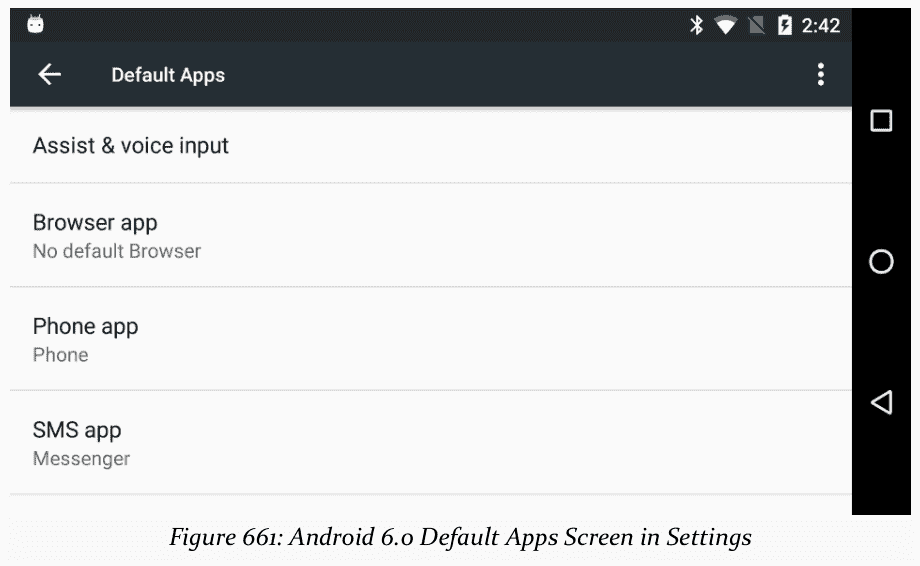 2:42
Default Apps
Assist & voice input
Browser app
No default Browser
Phone app
Phone
SMS app
Messenger
Figure 661: Android 6.0 Default Apps Screen in Settings